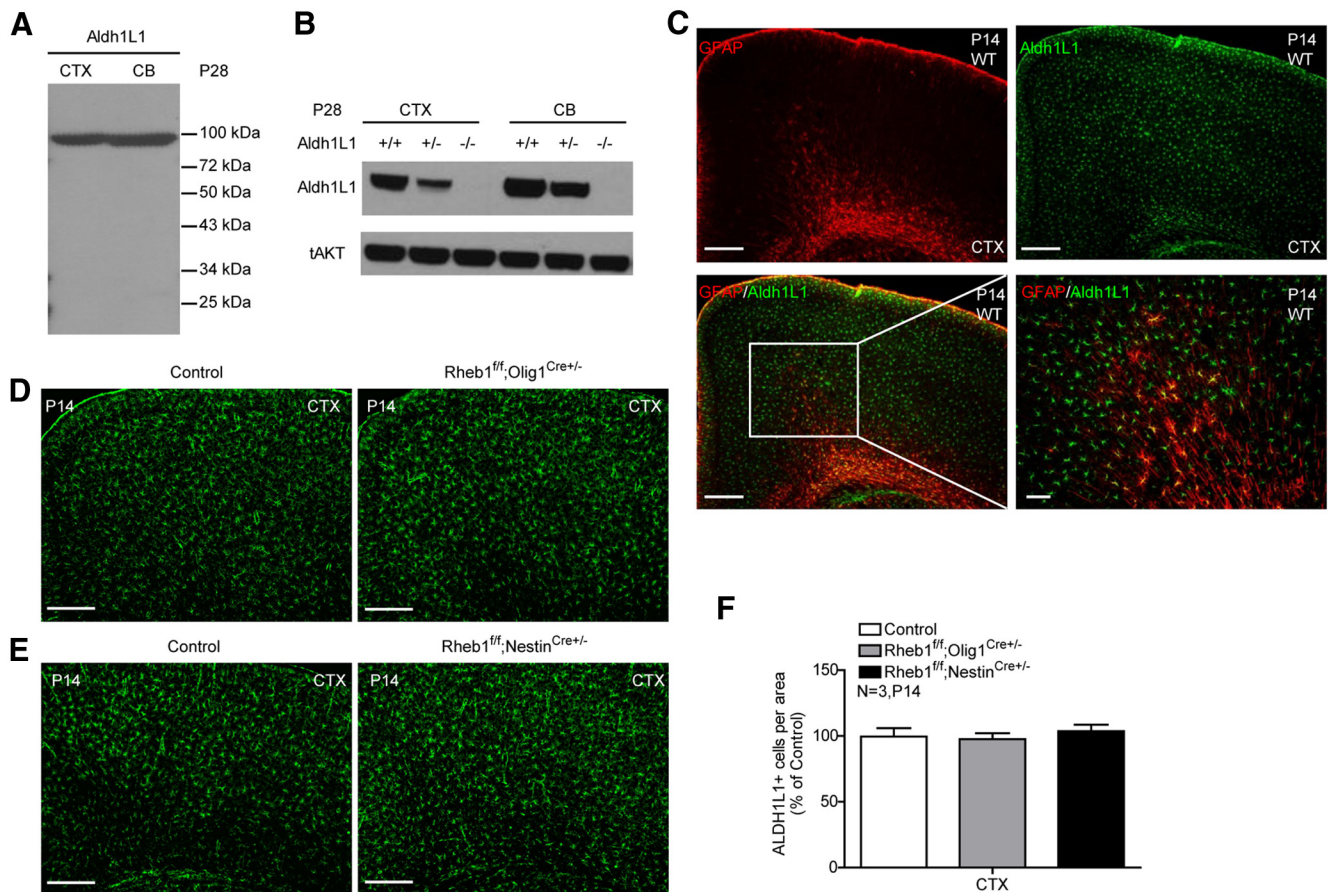 A
Aldh1L1
CTX CB P28
100 kDa
72 kDa
50 kDa
43 kDa
34 kDa
25 kDa
B
P28 CTX CB
Aldh1L1 +/+ +/- -/- +/+ +/- -/-
Aldh1L1
tAKT
C
GFAP P14
WT
CTX
Aldh1L1 P14
WT
CTX
GFAP/Aldh1L1 P14
WT
GFAP/Aldh1L1 P14
WT
D
Control Rheb1f/f;Olig1Cre+/-
P14 CTX
P14 CTX
E
Control Rheb1f/f;NestinCre+/-
P14 CTX
P14 CTX
F
Control
Rheb1f/f;Olig1Cre+/-
Rheb1f/f;NestinCre+/-
N=3,P14
ALDH1L1+ cells per area
(% of Control)
150
100
50
0
CTX